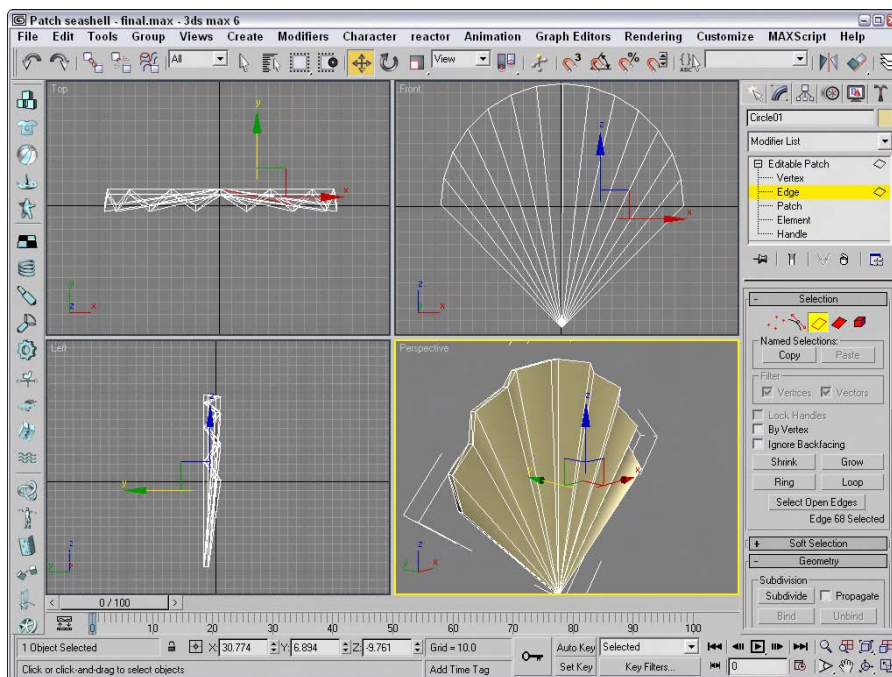 Patch seashell - final.max - 3ds max 6
File Edit Tools Group Views Create Modifiers Character reactor Animation Graph Editors Rendering Customize MAXScript Help
All
View
Top
Front
Left
Perspective
y
x
z
x
z
x
y
z
y
x
z
Circle01
Modifier List
Editable Patch
Vertex
Edge
Patch
Element
Handle
Selection
Named Selections:
Copy Paste
Filter
Vertices Vectors
Lock Handles
By Vertex
Ignore Backfacing
Shrink Grow
Ring Loop
Select Open Edges
Edge 68 Selected
Soft Selection
Geometry
Subdivision
Subdivide Propagate
Bind Unbind
0 / 100
0 10 20 30 40 50 60 70 80 90 100
1 Object Selected X: 30.774 Y: 6.894 Z: -9.761 Grid = 10.0 Auto Key Selected
Click or click-and-drag to select objects Add Time Tag Set Key Key Filters... 0